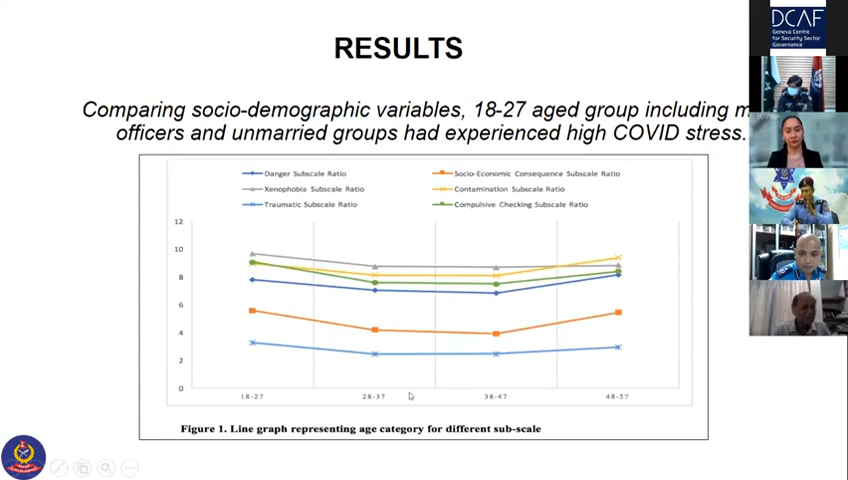 RESULTS
Comparing socio-demographic variables, 18-27 aged group including
officers and unmarried groups had experienced high COVID stress.
Danger Subscale Ratio
Socio-Economic Consequence Subscale Ratio
Xenophobia Subscale Ratio
Contamination Subscale Ratio
Traumatic Subscale Ratio
Compulsive Checking Subscale Ratio
12
10
8
6
4
2
0
18-27
28-37
38-47
48-57
Figure 1. Line graph representing age category for different sub-scale
DCAF
Geneva Centre
for Security Sector
Governance